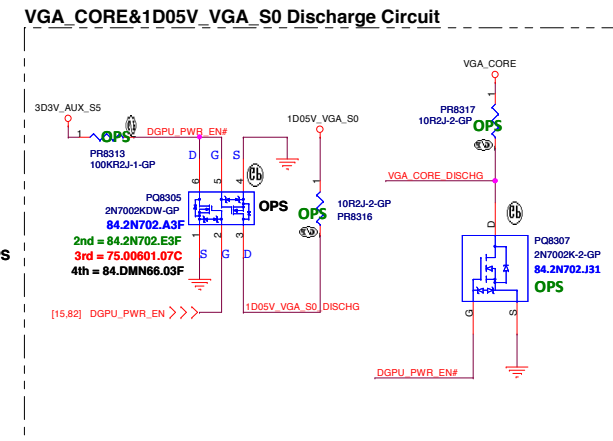 VGA_CORE&1D05V_VGA_S0 Discharge Circuit
VGA_CORE
3D3V_AUX_S5
1
OPS
DGPU_PWR_EN#
PR8313
100KR2J-1-GP
D G S
6 5 4
PQ8305
2N7002KDW-GP
84.2N702.A3F
2nd = 84.2N702.E3F
3rd = 75.00601.07C
4th = 84.DMN66.03F
OPS
1 2 3
S G D
[15,82] DGPU_PWR_EN
1D05V_VGA_S0
1
OPS
10R2J-2-GP
PR8316
1D05V_VGA_S0_DISCHG
1
PR8317
10R2J-2-GP
OPS
VGA_CORE_DISCHG
D
PQ8307
2N7002K-2-GP
84.2N702.J31
OPS
G
S
DGPU_PWR_EN#